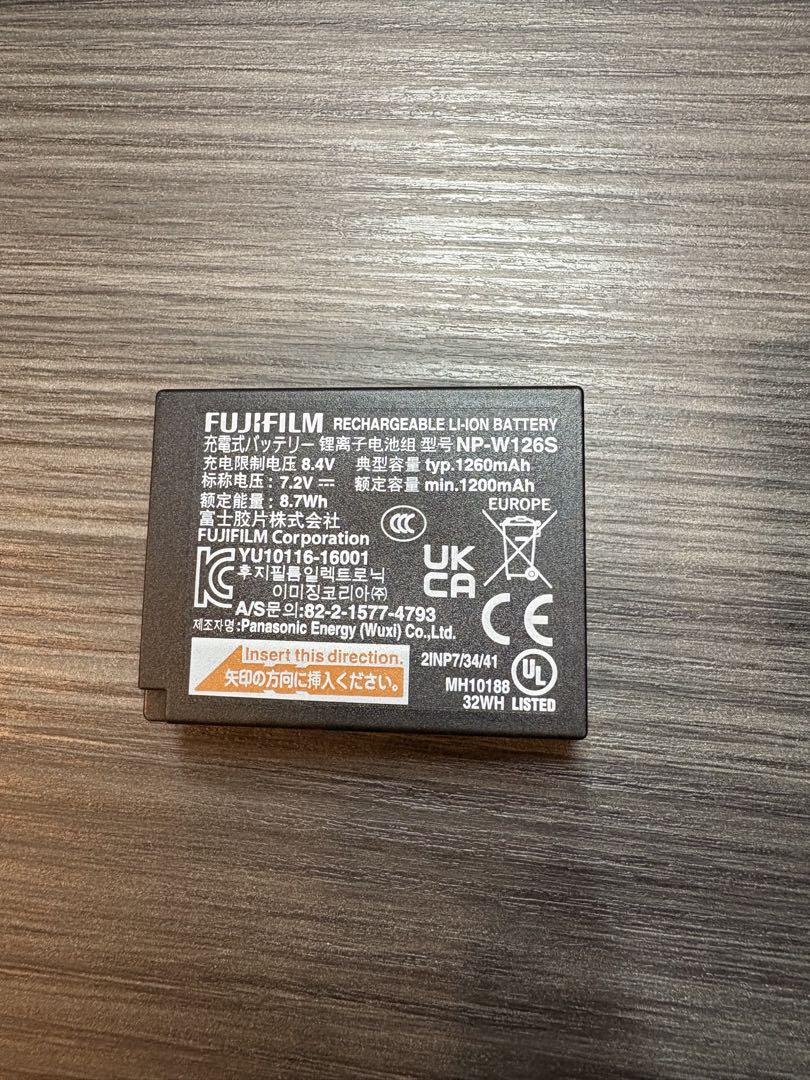 FUJIFILM RECHARGEABLE LI-ION BATTERY
充電式バッテリー 锂离子电池组 型号 NP-W126S
充电限制电压 8.4V 典型容量 typ.1260mAh
标称电压: 7.2V⎓ 额定容量 min.1200mAh
额定能量: 8.7Wh
EUROPE
富士胶片株式会社
CCC
FUJIFILM Corporation
KC
YU10116-16001
후지필름일렉트로닉
이미징코리아㈜
UK
CA
A/S문의:82-2-1577-4793
CE
제조자명:Panasonic Energy (Wuxi) Co.,Ltd.
Insert this direction.
矢印の方向に挿入ください。
2INP7/34/41
MH10188
32WH
UL
LISTED